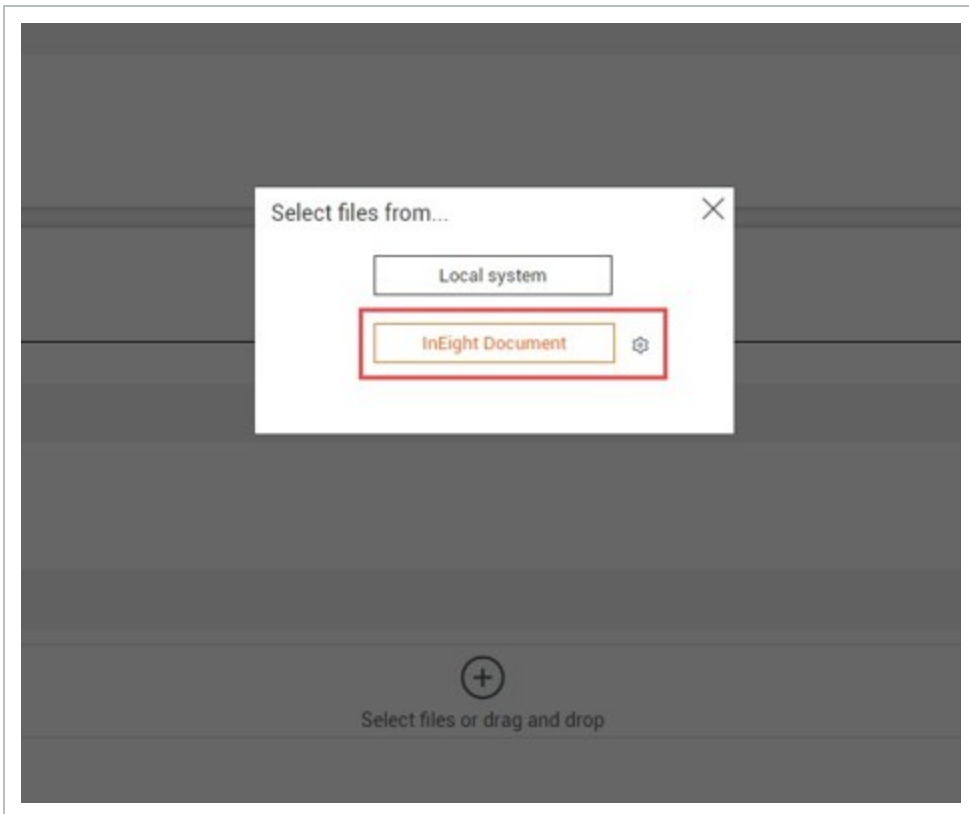 Select files from...
Local system
InEight Document
Select files or drag and drop